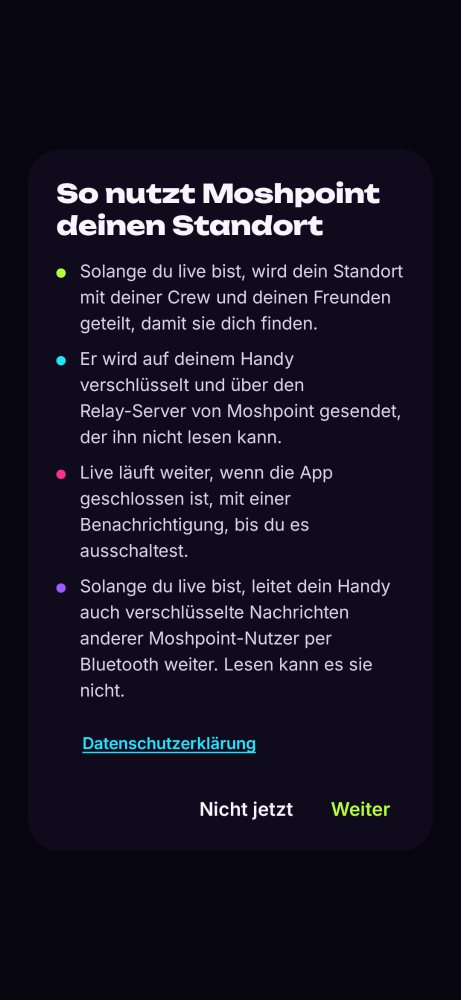 So nutzt Moshpoint
deinen Standort
Solange du live bist, wird dein Standort
mit deiner Crew und deinen Freunden
geteilt, damit sie dich finden.
Er wird auf deinem Handy
verschlüsselt und über den
Relay-Server von Moshpoint gesendet,
der ihn nicht lesen kann.
Live läuft weiter, wenn die App
geschlossen ist, mit einer
Benachrichtigung, bis du es
ausschaltest.
Solange du live bist, leitet dein Handy
auch verschlüsselte Nachrichten
anderer Moshpoint-Nutzer per
Bluetooth weiter. Lesen kann es sie
nicht.
Datenschutzerklärung
Nicht jetzt Weiter